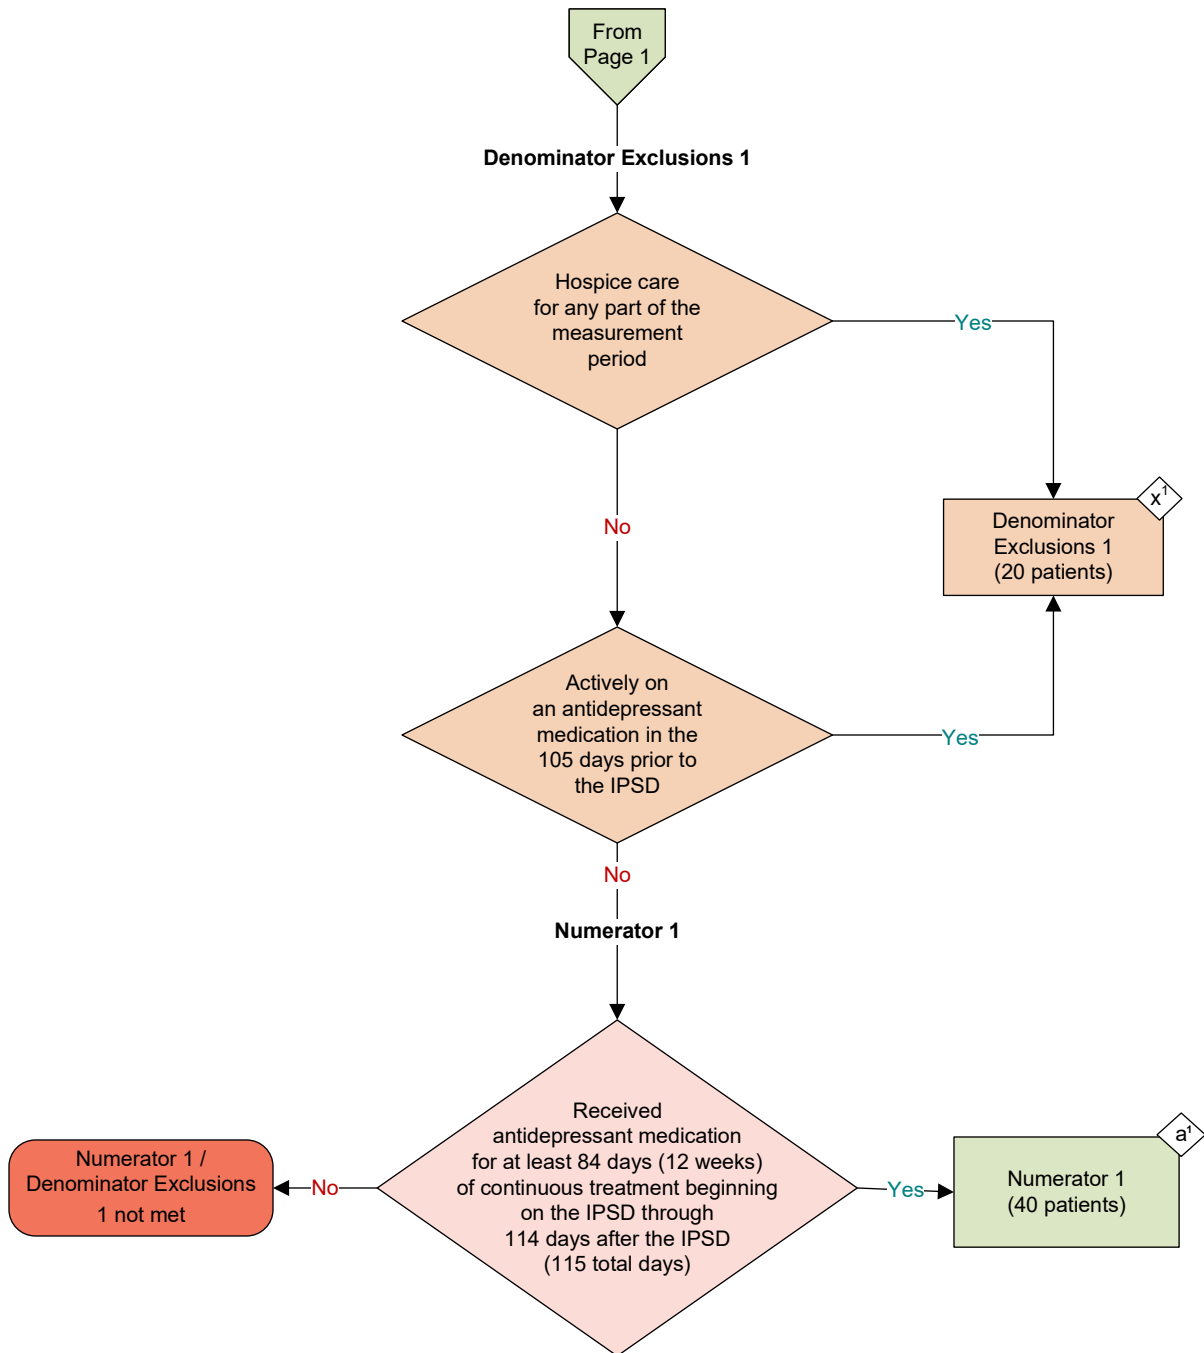 From
Page 1
Denominator Exclusions 1
Hospice care
for any part of the
measurement
period
Yes
No
x¹
Denominator
Exclusions 1
(20 patients)
Actively on
an antidepressant
medication in the
105 days prior to
the IPSD
Yes
No
Numerator 1
Received
antidepressant medication
for at least 84 days (12 weeks)
of continuous treatment beginning
on the IPSD through
114 days after the IPSD
(115 total days)
No
Numerator 1 /
Denominator Exclusions
1 not met
Yes
a¹
Numerator 1
(40 patients)